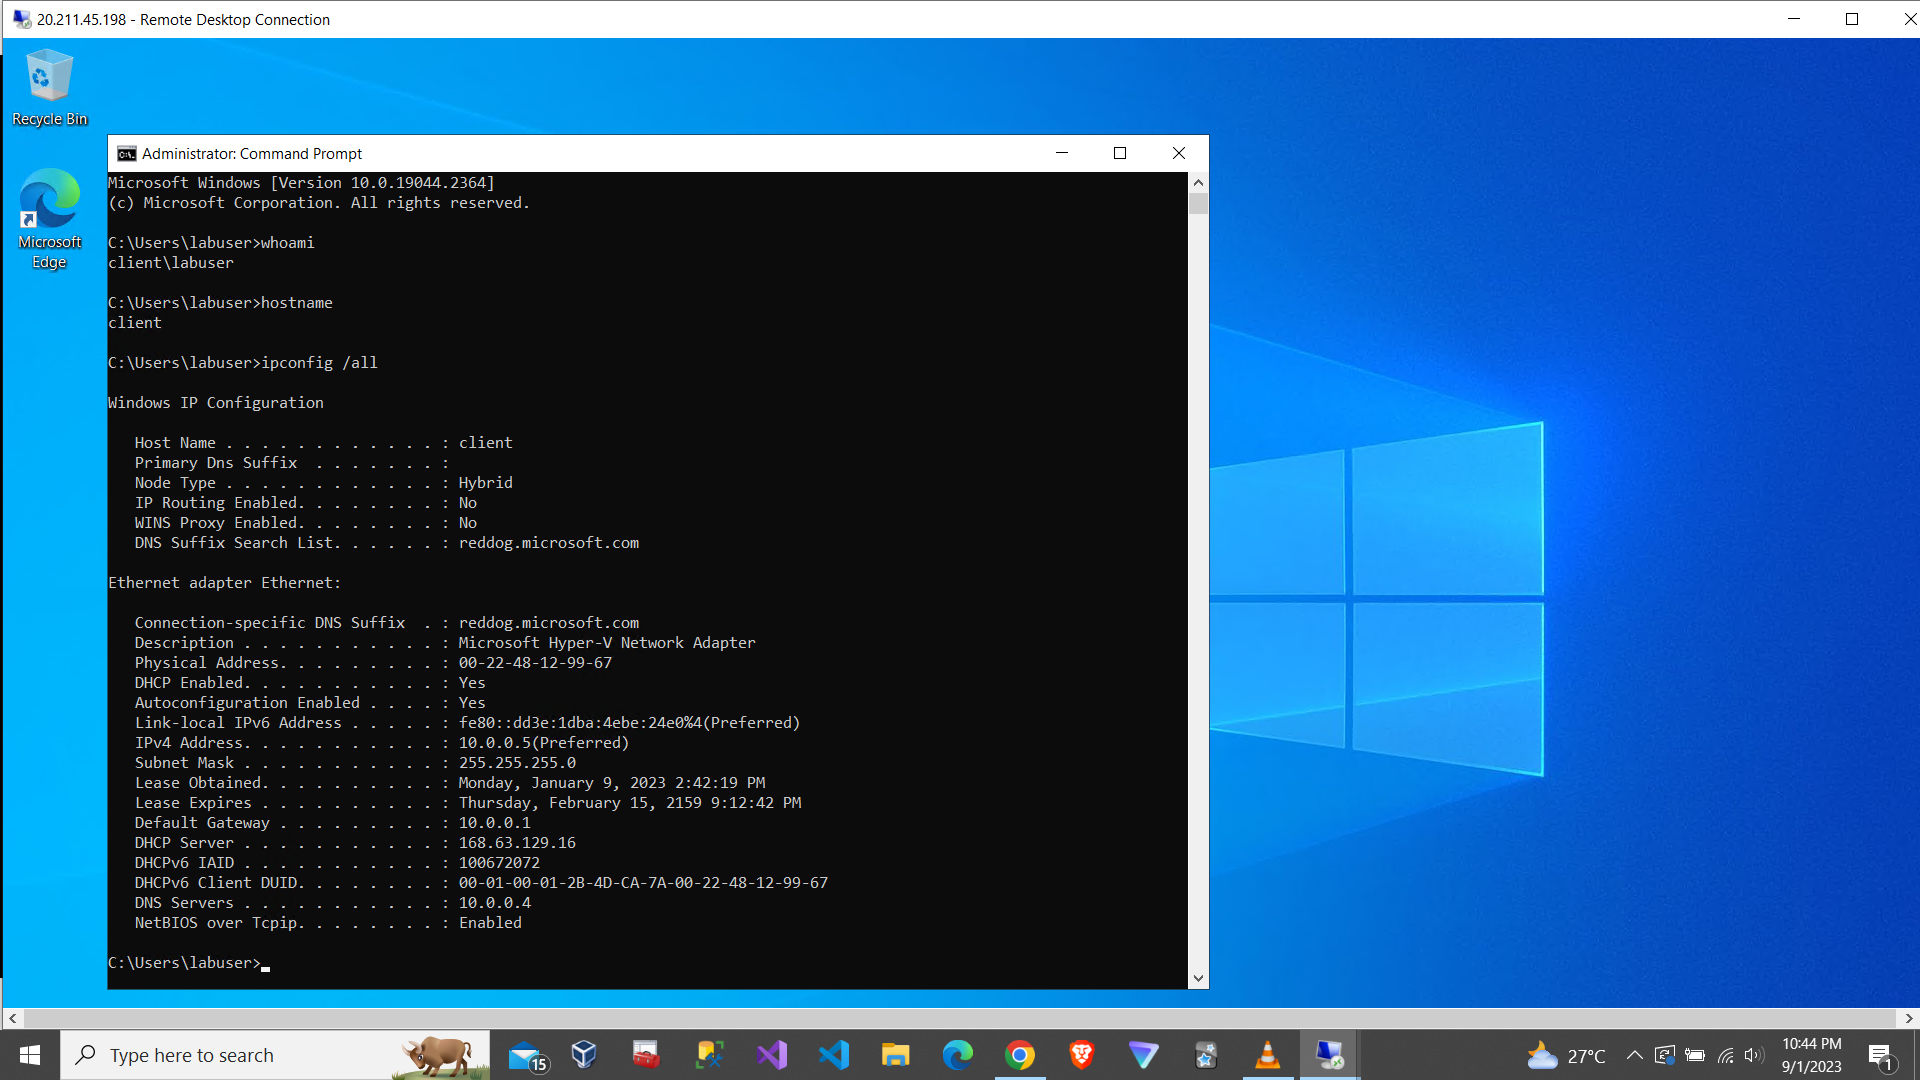 20.211.45.198 - Remote Desktop Connection
Recycle Bin
Microsoft
Edge
Administrator: Command Prompt
Microsoft Windows [Version 10.0.19044.2364]
(c) Microsoft Corporation. All rights reserved.
C:\Users\labuser>whoami
client\labuser
C:\Users\labuser>hostname
client
C:\Users\labuser>ipconfig /all
Windows IP Configuration
Host Name . . . . . . . . . . . . : client
Primary Dns Suffix  . . . . . . . :
Node Type . . . . . . . . . . . . : Hybrid
IP Routing Enabled. . . . . . . . : No
WINS Proxy Enabled. . . . . . . . : No
DNS Suffix Search List. . . . . . : reddog.microsoft.com
Ethernet adapter Ethernet:
Connection-specific DNS Suffix  . : reddog.microsoft.com
Description . . . . . . . . . . . : Microsoft Hyper-V Network Adapter
Physical Address. . . . . . . . . : 00-22-48-12-99-67
DHCP Enabled. . . . . . . . . . . : Yes
Autoconfiguration Enabled . . . . : Yes
Link-local IPv6 Address . . . . . : fe80::dd3e:1dba:4ebe:24e0%4(Preferred)
IPv4 Address. . . . . . . . . . . : 10.0.0.5(Preferred)
Subnet Mask . . . . . . . . . . . : 255.255.255.0
Lease Obtained. . . . . . . . . . : Monday, January 9, 2023 2:42:19 PM
Lease Expires . . . . . . . . . . : Thursday, February 15, 2159 9:12:42 PM
Default Gateway . . . . . . . . . : 10.0.0.1
DHCP Server . . . . . . . . . . . : 168.63.129.16
DHCPv6 IAID . . . . . . . . . . . : 100672072
DHCPv6 Client DUID. . . . . . . . : 00-01-00-01-2B-4D-CA-7A-00-22-48-12-99-67
DNS Servers . . . . . . . . . . . : 10.0.0.4
NetBIOS over Tcpip. . . . . . . . : Enabled
C:\Users\labuser>
Type here to search
15
27°C
10:44 PM
9/1/2023
1